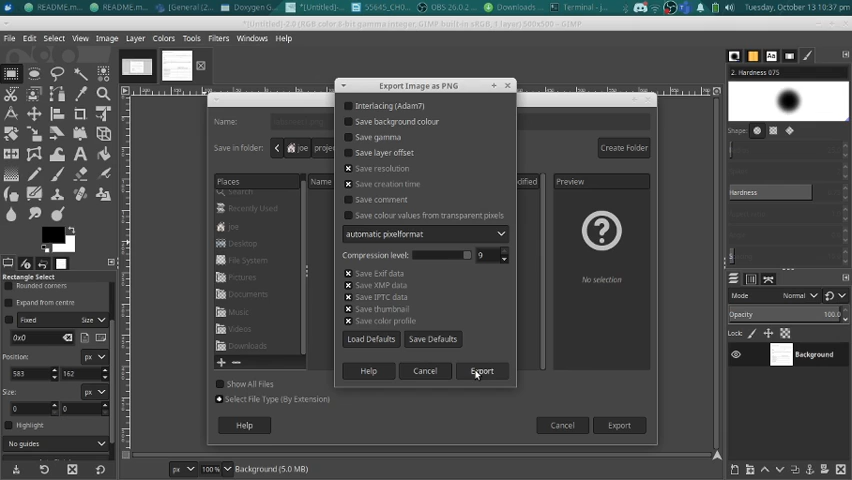 README.m... README.m... [General (2... Doxygen G... *[Untitled]-... 55645_CH0... OBS 26.0.2 ... Downloads ... Terminal - j... Tuesday, October 13 10:37
*[Untitled]-2.0 (RGB color 8-bit gamma integer, GIMP built-in sRGB, 1 layer) 500x500 – GIMP
File Edit Select View Image Layer Colors Tools Filters Windows Help
Export Image as PNG
Interlacing (Adam7)
Save background colour
Save gamma
Save layer offset
Save resolution
Save creation time
Save comment
Save colour values from transparent pixels
automatic pixelformat
Compression level: 9
Save Exif data
Save XMP data
Save IPTC data
Save thumbnail
Save color profile
Load Defaults Save Defaults
Help Cancel Export
Name:
Save in folder: joe projec
Create Folder
Places
Name
dified
Preview
Search
Recently Used
joe
Desktop
File System
Pictures
Documents
Music
Videos
Downloads
No selection
Show All Files
Select File Type (By Extension)
Help Cancel Export
Rectangle Select
Rounded corners
Expand from centre
Fixed Size
0x0
Position: px
583 162
Size: px
0 0
Highlight
No guides
px 100 % Background (5.0 MB)
2. Hardness 075
Shape:
Hardness
Mode Normal
Opacity 100.0
Lock:
Background